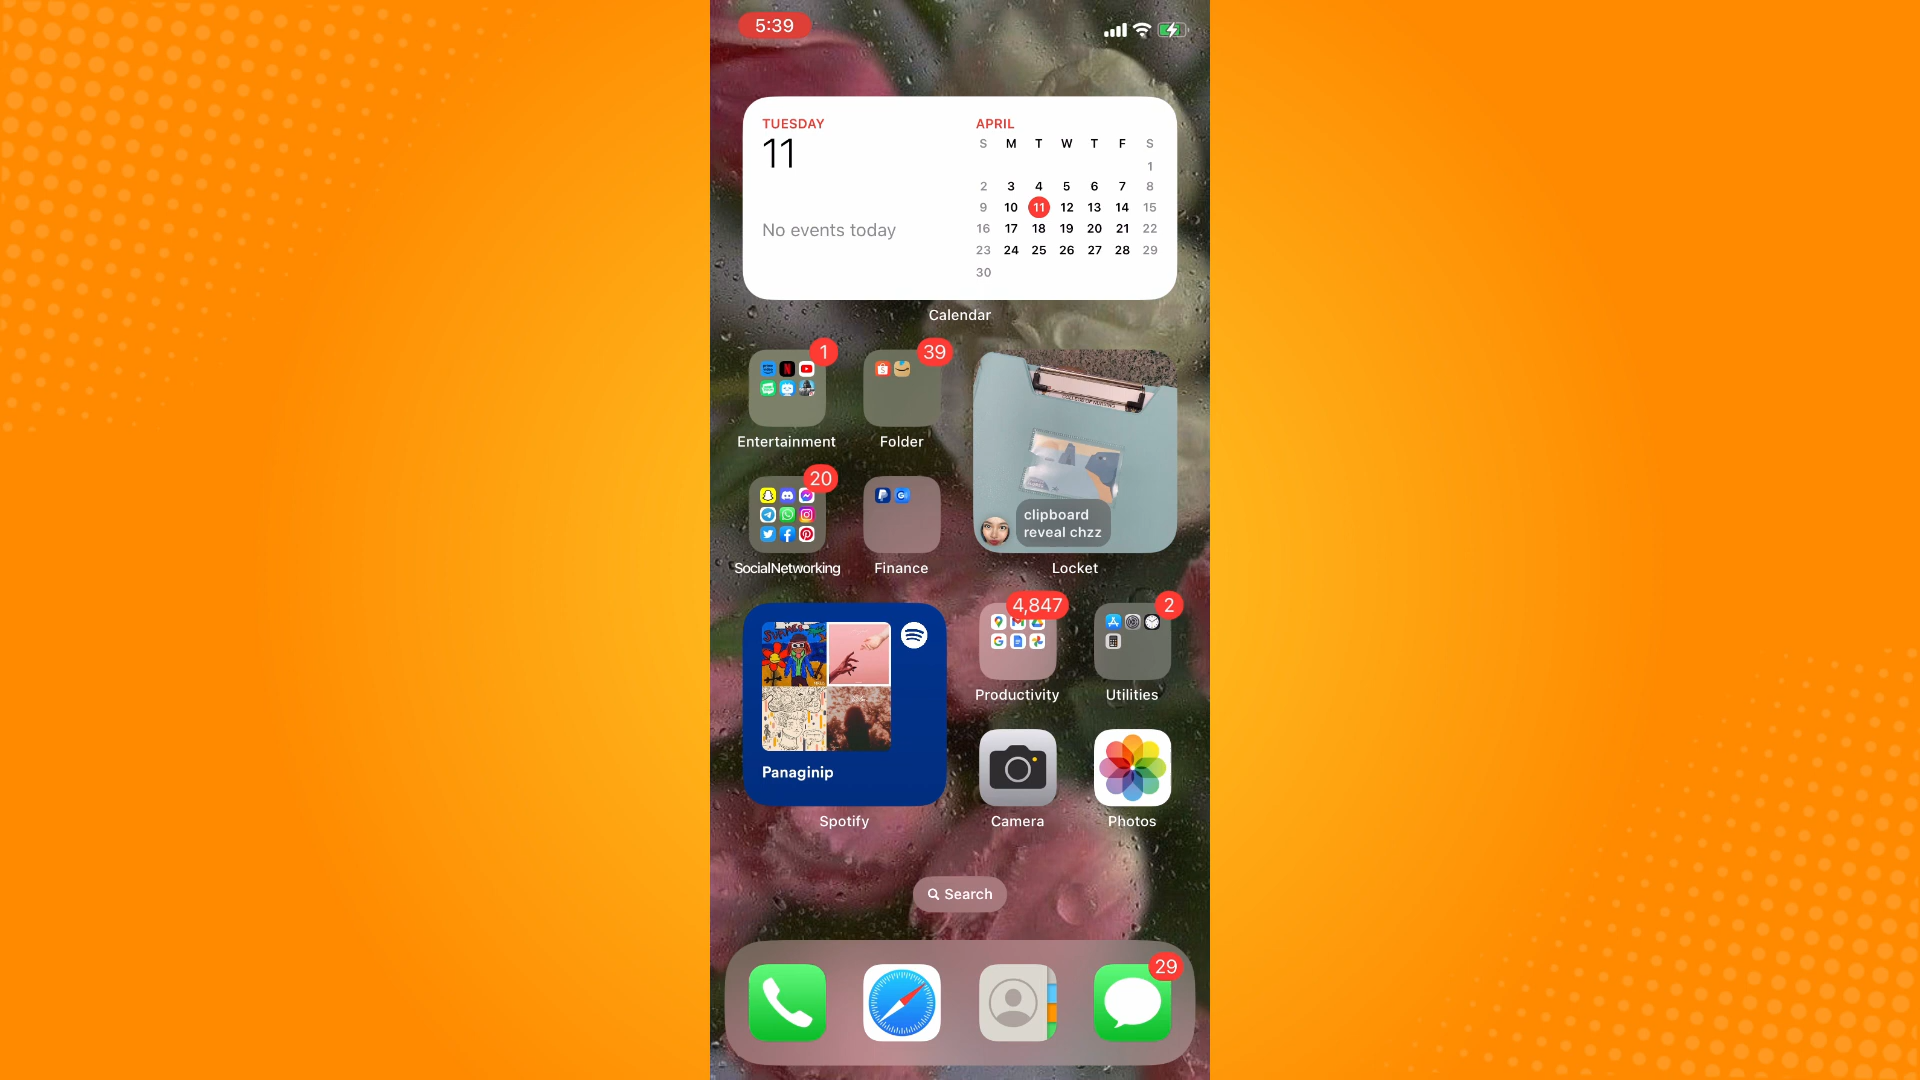 5:39
TUESDAY
11
No events today
APRIL
S M T W T F S
1
2 3 4 5 6 7 8
9 10 11 12 13 14 15
16 17 18 19 20 21 22
23 24 25 26 27 28 29
30
Calendar
1
39
Entertainment
Folder
20
clipboard
reveal chzz
SocialNetworking
Finance
Locket
4,847
2
Productivity
Utilities
Panaginip
Spotify
Camera
Photos
Search
29